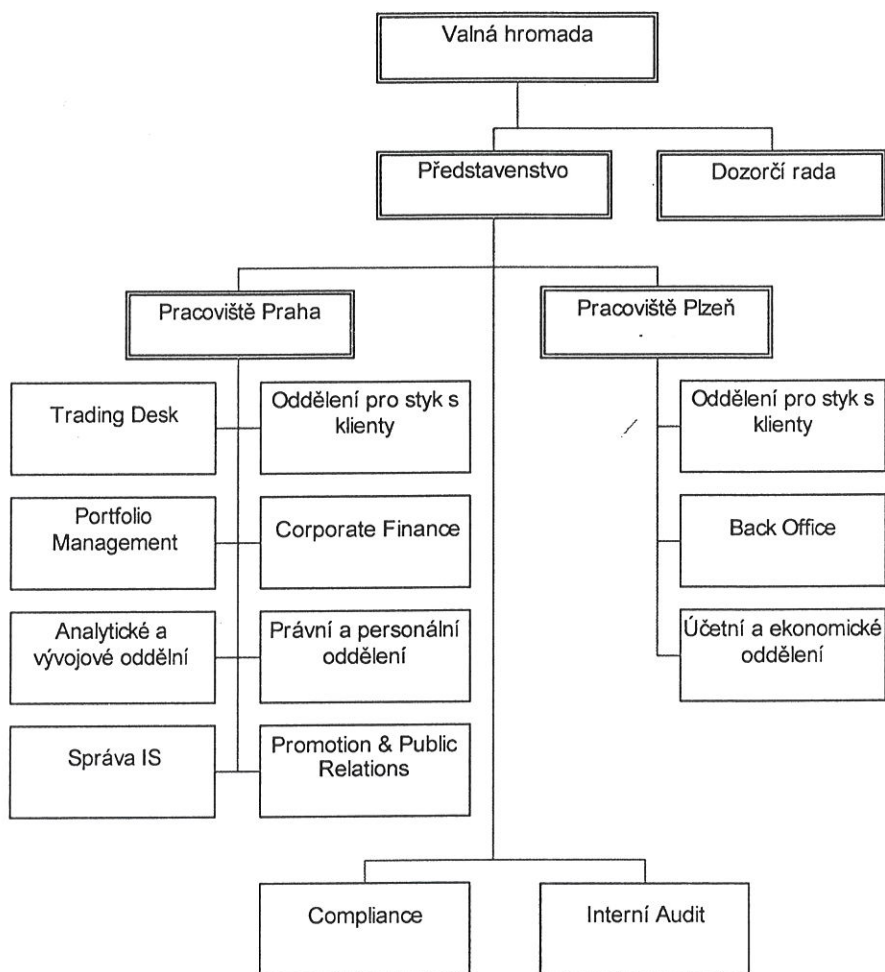 Valná hromada
Představenstvo
Dozorčí rada
Pracoviště Praha
Pracoviště Plzeň
Trading Desk
Oddělení pro styk s
klienty
Oddělení pro styk s
klienty
Portfolio
Management
Corporate Finance
Back Office
Analytické a
vývojové oddělní
Právní a personální
oddělení
Účetní a ekonomické
oddělení
Správa IS
Promotion & Public
Relations
Compliance
Interní Audit